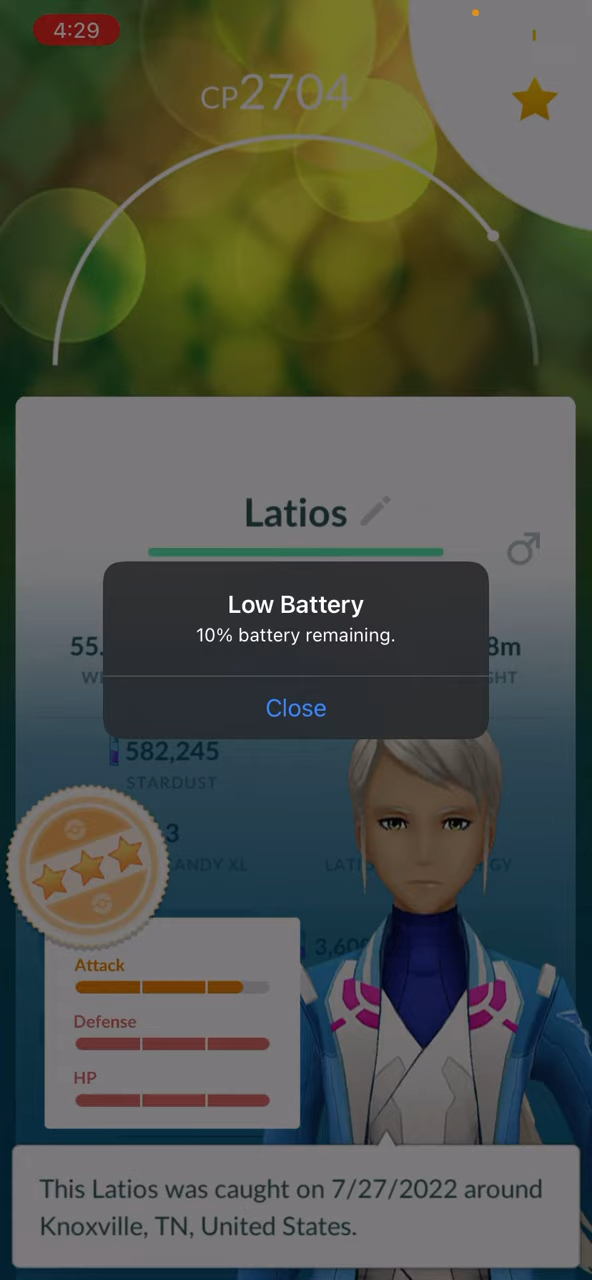 4:29
CP2704
Latios
Low Battery
10% battery remaining.
Close
582,245
STARDUST
Attack
Defense
HP
This Latios was caught on 7/27/2022 around
Knoxville, TN, United States.